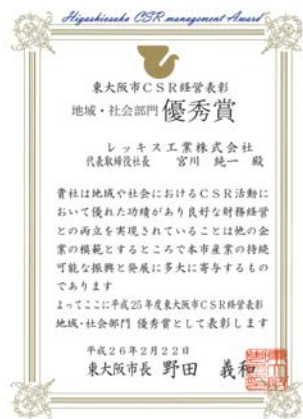 Higashiosaka CSR management Award
東大阪市CSR経営表彰
地域・社会部門 優秀賞
レッキス工業株式会社
代表取締役社長 宮川 純一 殿
貴社は地域や社会におけるCSR活動に
おいて優れた功績があり良好な財務経営
との両立を実現されていることは他の企
業の模範とするところで本市産業の持続
可能な振興と発展に多大に寄与するもの
であります
よってここに平成25年度東大阪市CSR経営表彰
地域・社会部門 優秀賞として表彰します
平成26年2月22日
東大阪市長 野田 義和